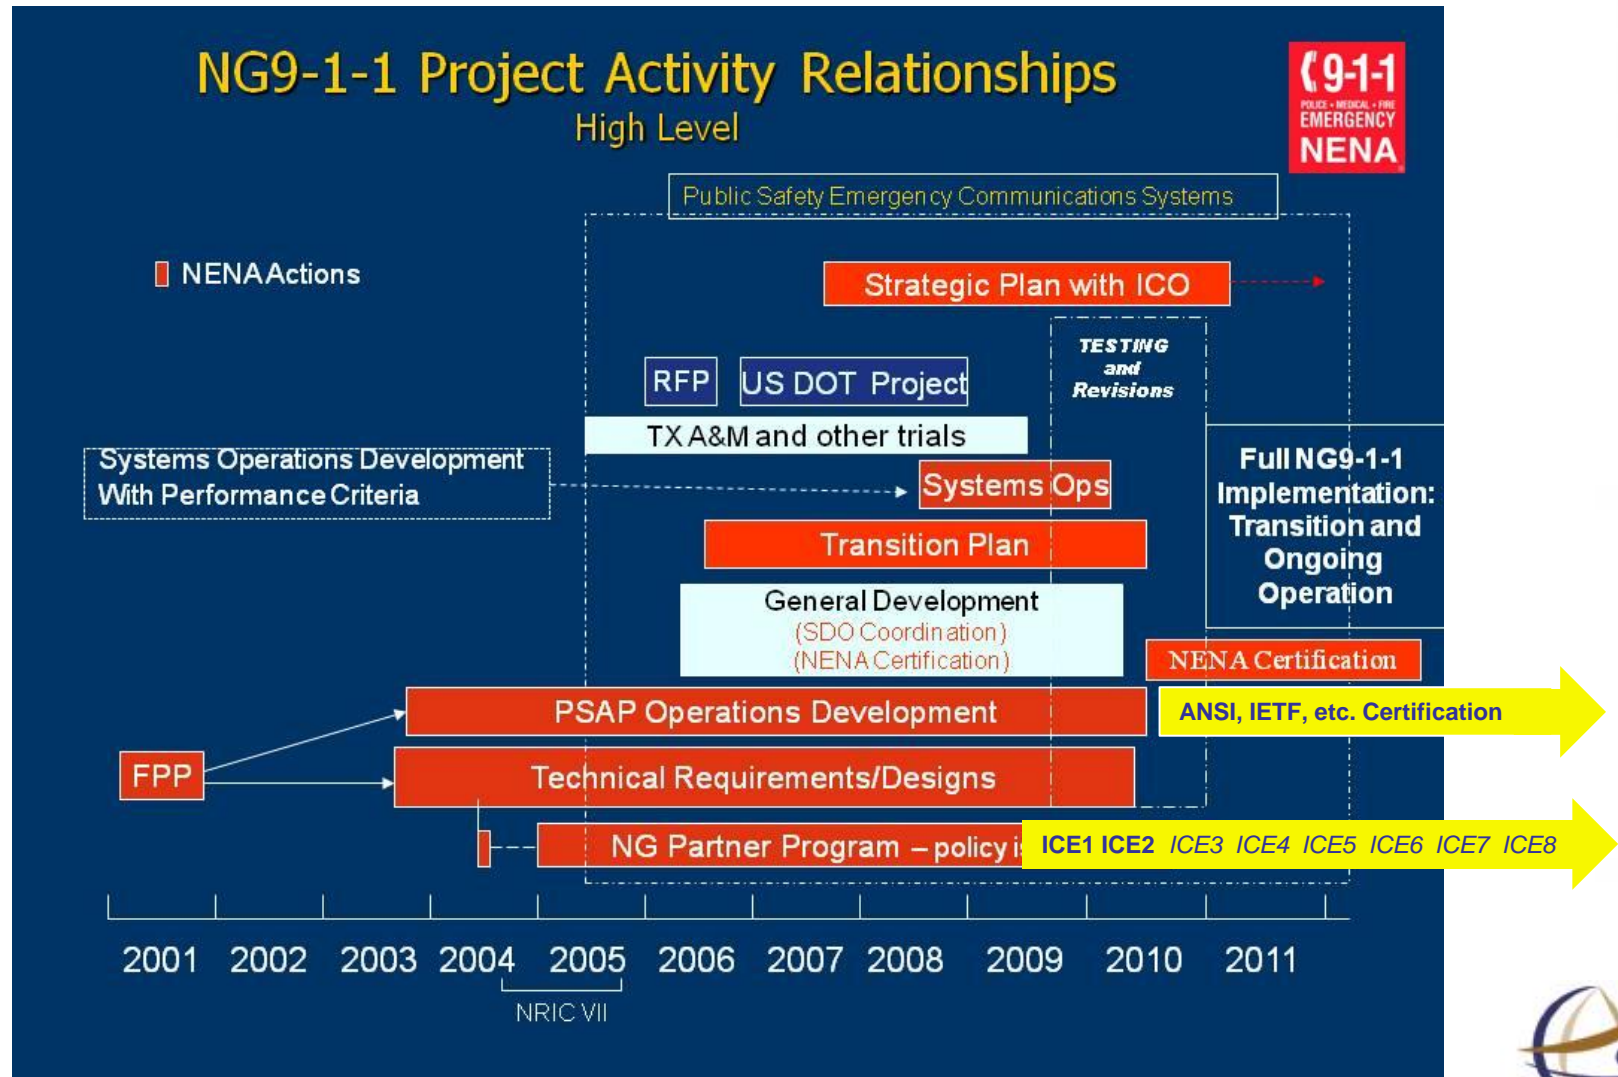 NG9-1-1 Project Activity Relationships
High Level
9-1-1
POLICE • MEDICAL • FIRE
EMERGENCY
NENA
Public Safety Emergency Communications Systems
NENA Actions
Strategic Plan with ICO
TESTING
and
Revisions
RFP
US DOT Project
TX A&M and other trials
Systems Operations Development
With Performance Criteria
Systems Ops
Full NG9-1-1
Implementation:
Transition and
Ongoing
Operation
Transition Plan
General Development
(SDO Coordination)
(NENA Certification)
NENA Certification
PSAP Operations Development
ANSI, IETF, etc. Certification
FPP
Technical Requirements/Designs
NG Partner Program – policy
ICE1 ICE2 ICE3 ICE4 ICE5 ICE6 ICE7 ICE8
2001 2002 2003 2004 2005 2006 2007 2008 2009 2010 2011
NRIC VII